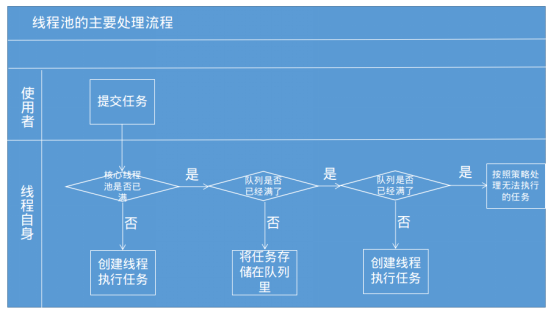 线程池的主要处理流程
使用者
提交任务
线程自身
核心线程
池是否已
满
是
队列是否
已经满了
是
队列是否
已经满了
是
按照策略处
理无法执行
的任务
否
否
否
创建线程
执行任务
将任务存
储在队列
里
创建线程
执行任务